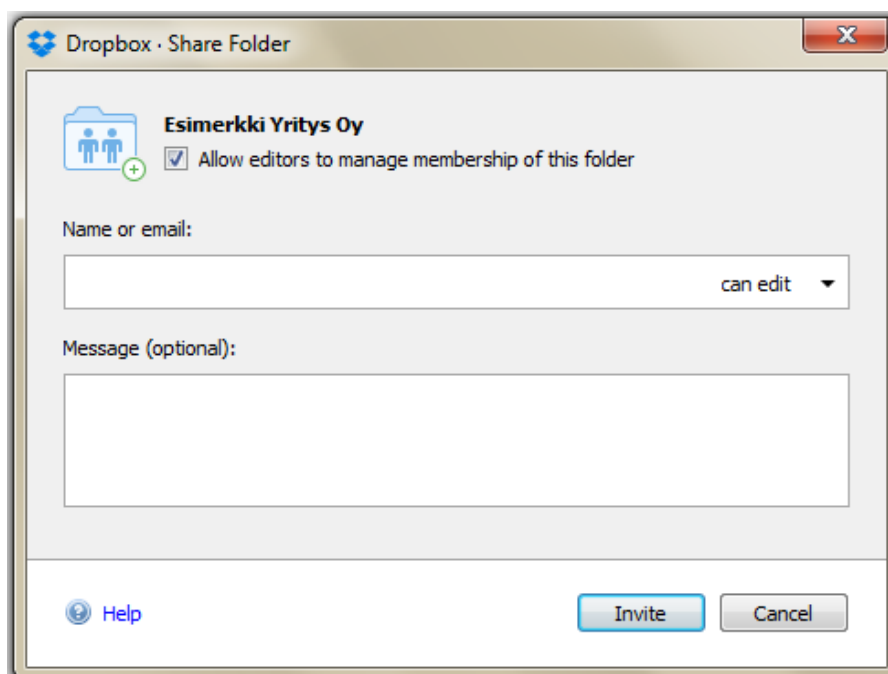 Dropbox · Share Folder
Esimerkki Yritys Oy
Allow editors to manage membership of this folder
Name or email:
can edit
Message (optional):
Help
Invite
Cancel